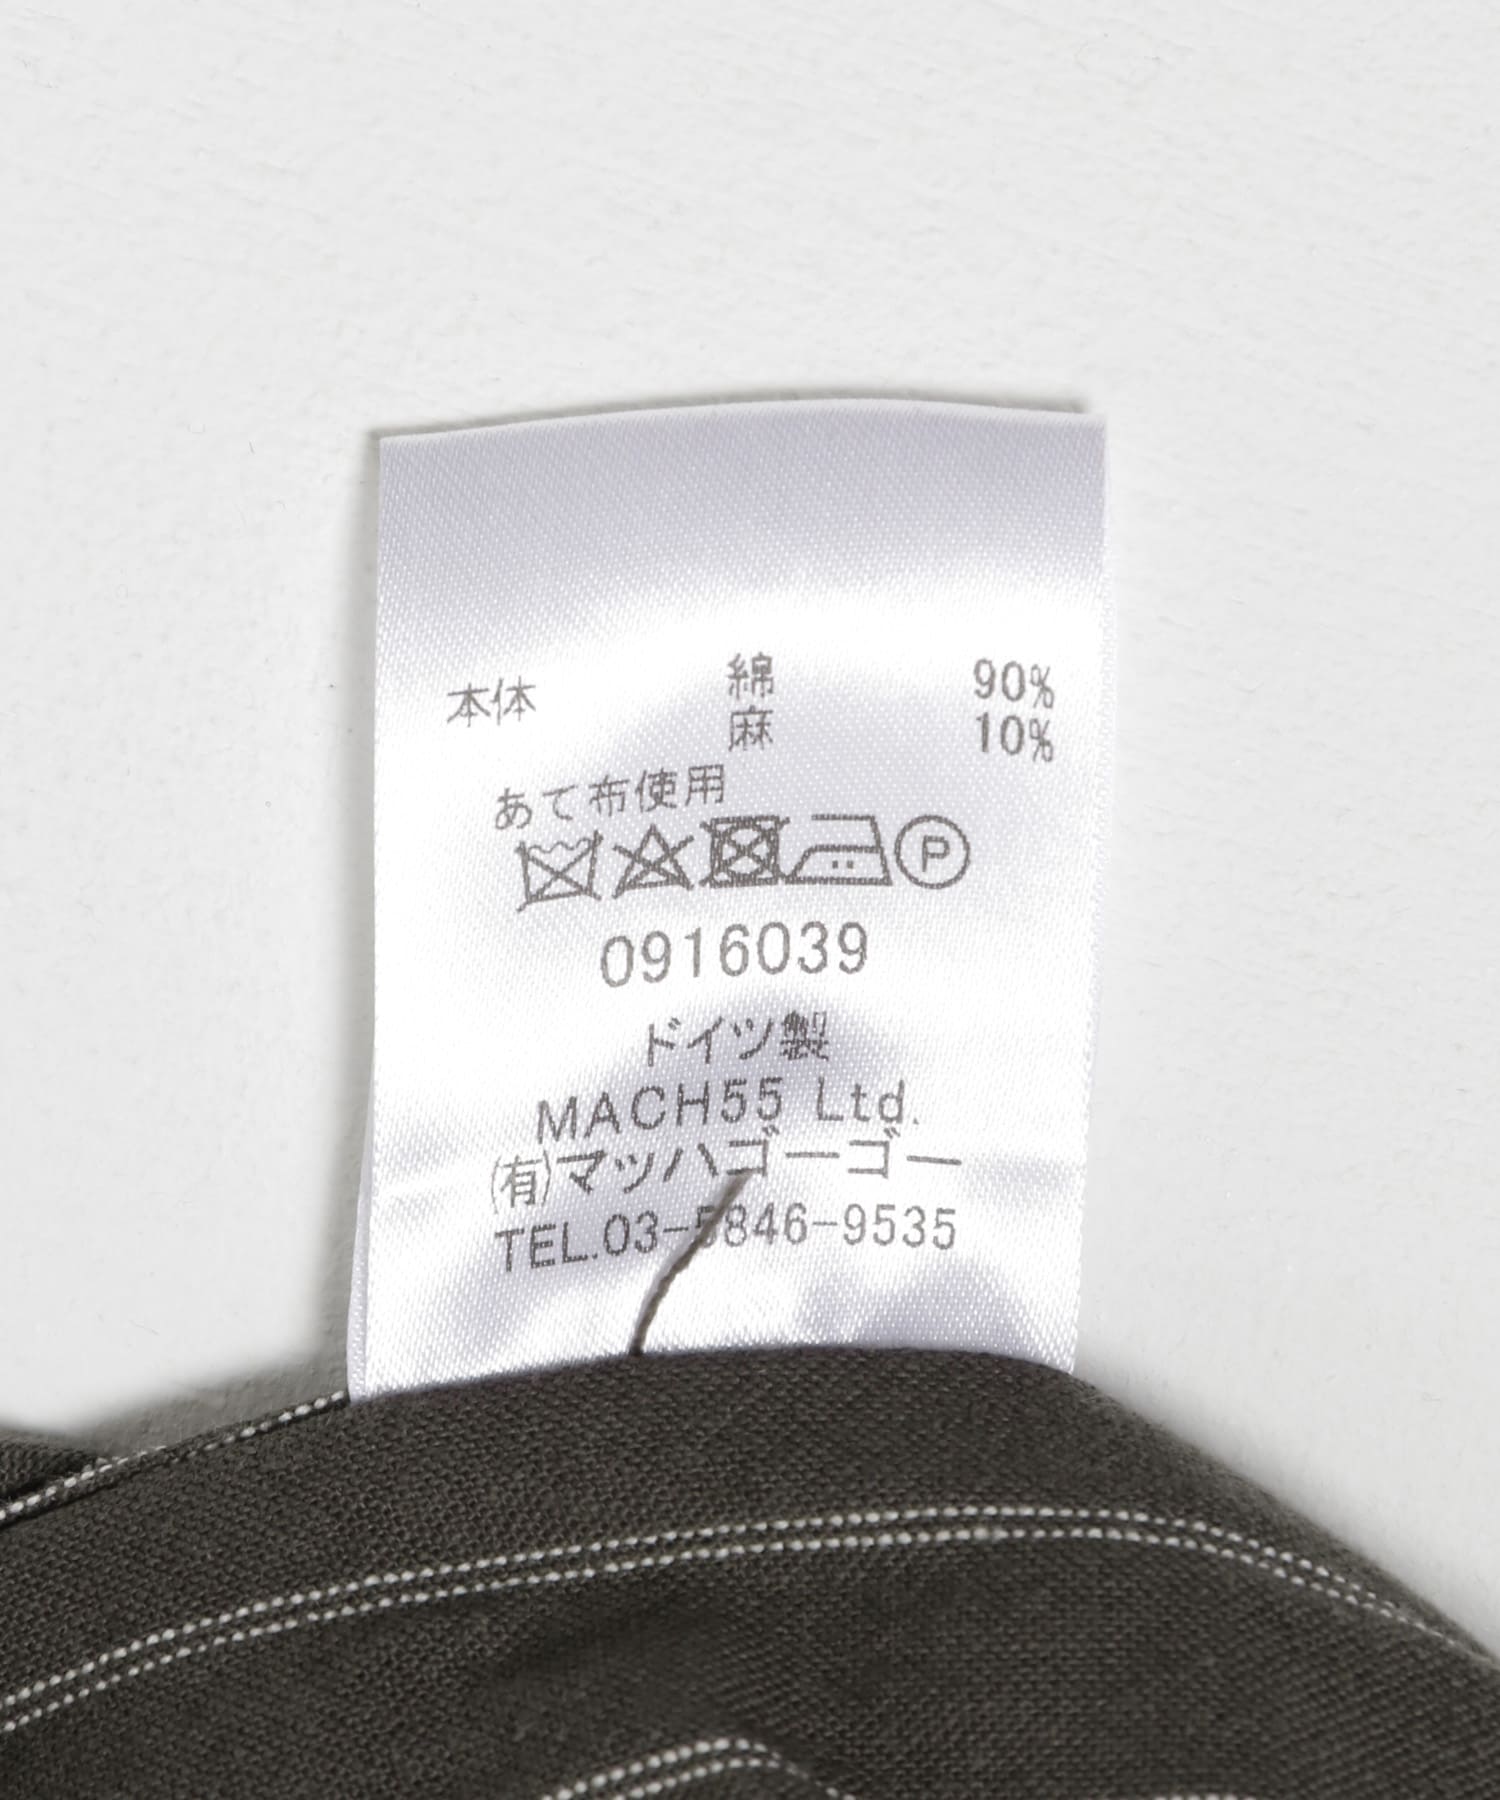 本体 綿 90%
麻 10%
あて布使用
P
0916039
ドイツ製
MACH55 Ltd.
(有)マッハゴーゴー
TEL.03-5846-9535